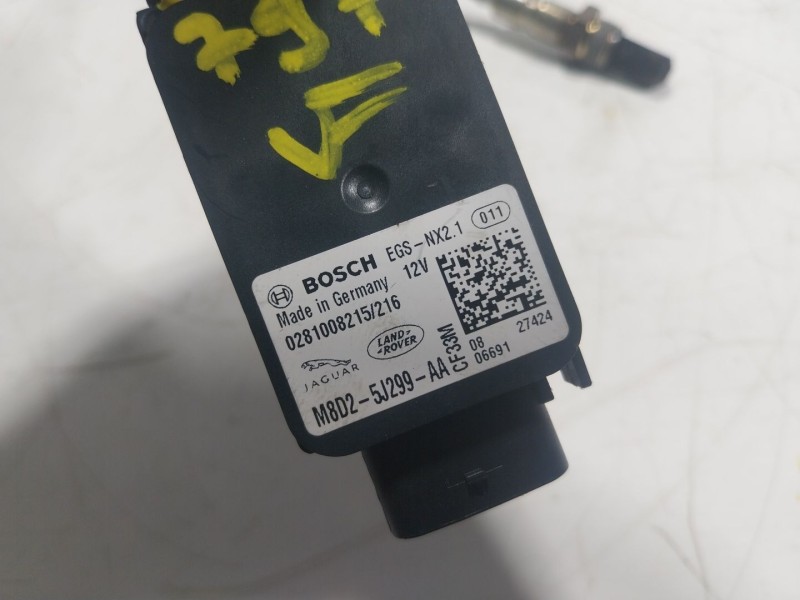 BOSCH EGS-NX2.1 011
Made in Germany 12V
0281008215/216
JAGUAR LAND ROVER
M8D2-5J299-AA
CF33M
08 27424
06691